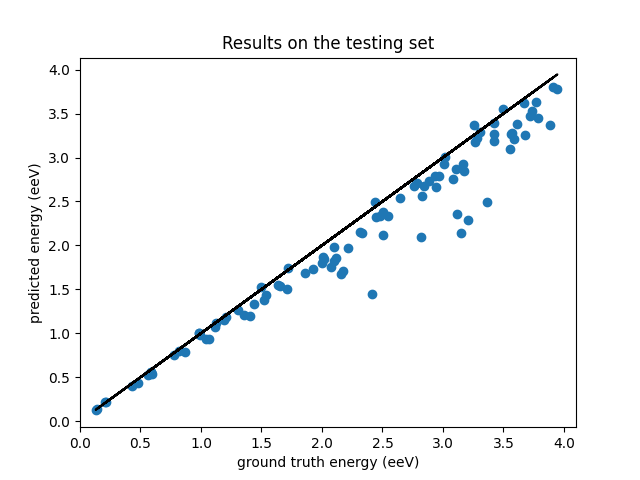 Results on the testing set
predicted energy (eeV)
4.0
3.5
3.0
2.5
2.0
1.5
1.0
0.5
0.0
0.0 0.5 1.0 1.5 2.0 2.5 3.0 3.5 4.0
ground truth energy (eeV)